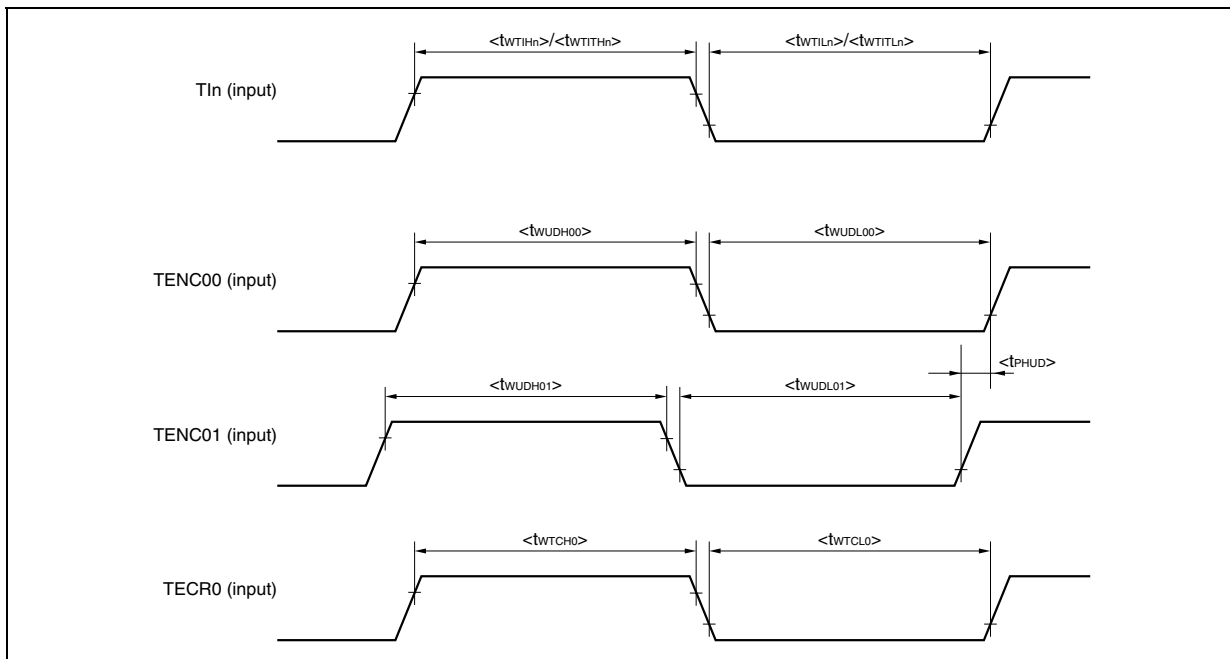 <tWTIHn>/<tWTITHn> <tWTILn>/<tWTITLn>
TIn (input)
<tWUDH00> <tWUDL00>
TENC00 (input)
<tPHUD>
<tWUDH01> <tWUDL01>
TENC01 (input)
<tWTCH0> <tWTCL0>
TECR0 (input)